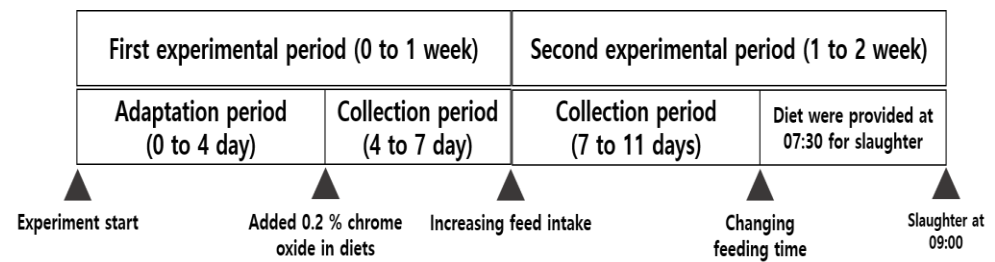 First experimental period (0 to 1 week)
Second experimental period (1 to 2 week)
Adaptation period
(0 to 4 day)
Collection period
(4 to 7 day)
Collection period
(7 to 11 days)
Diet were provided at
07:30 for slaughter
Experiment start
Added 0.2 % chrome
oxide in diets
Increasing feed intake
Changing
feeding time
Slaughter at
09:00